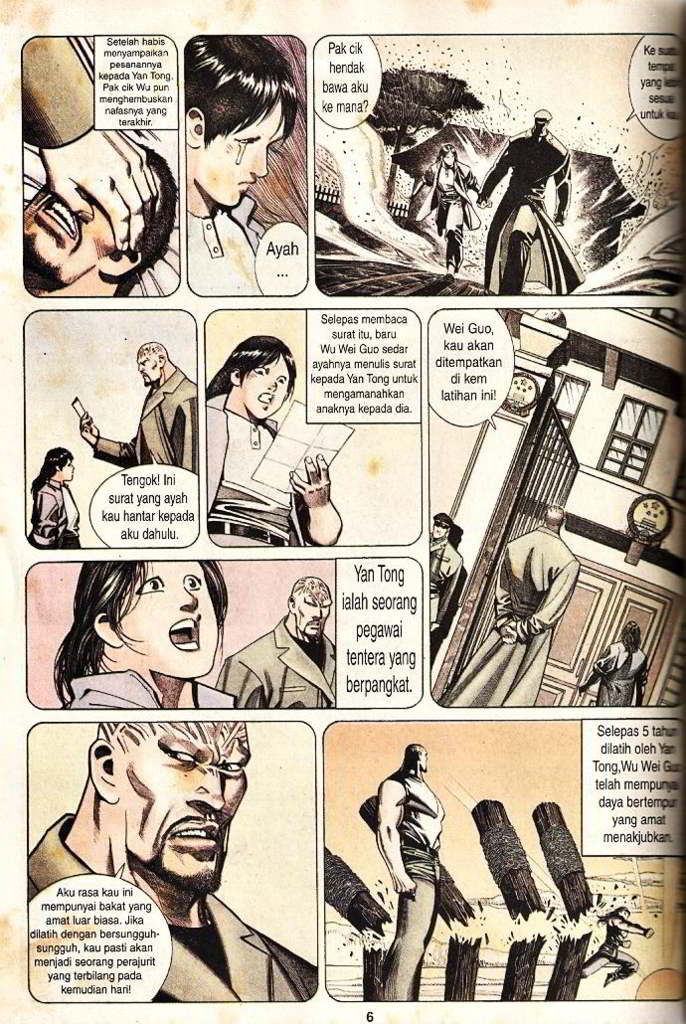 Setelah habis
menyampaikan
pesanannya
kepada Yan Tong.
Pak cik Wu pun
menghembuskan
nafasnya yang
terakhir.
Ayah
...
Pak cik
hendak
bawa aku
ke mana?
Ke
yang
untuk
Tengok! Ini
surat yang ayah
kau hantar kepada
aku dahulu.
Selepas membaca
surat itu, baru
Wu Wei Guo sedar
ayahnya menulis surat
kepada Yan Tong untuk
mengamanahkan
anaknya kepada dia.
Wei Guo,
kau akan
ditempatkan
di kem
latihan ini!
Yan Tong
ialah seorang
pegawai
tentera yang
berpangkat.
Aku rasa kau ini
mempunyai bakat yang
amat luar biasa. Jika
dilatih dengan bersungguh-
sungguh, kau pasti akan
menjadi seorang perajurit
yang terbilang pada
kemudian hari!
Selepas 5 tahun
dilatih oleh Yan
Tong,Wu Wei Guo
telah mempunyai
daya bertempur
yang amat
menakjubkan.
6